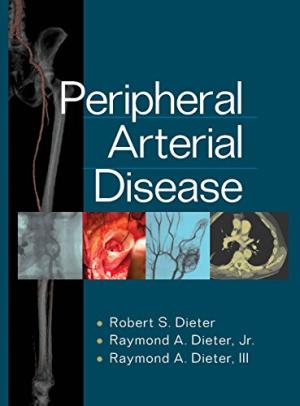 Peripheral
Arterial
Disease
Robert S. Dieter
Raymond A. Dieter, Jr.
Raymond A. Dieter, III